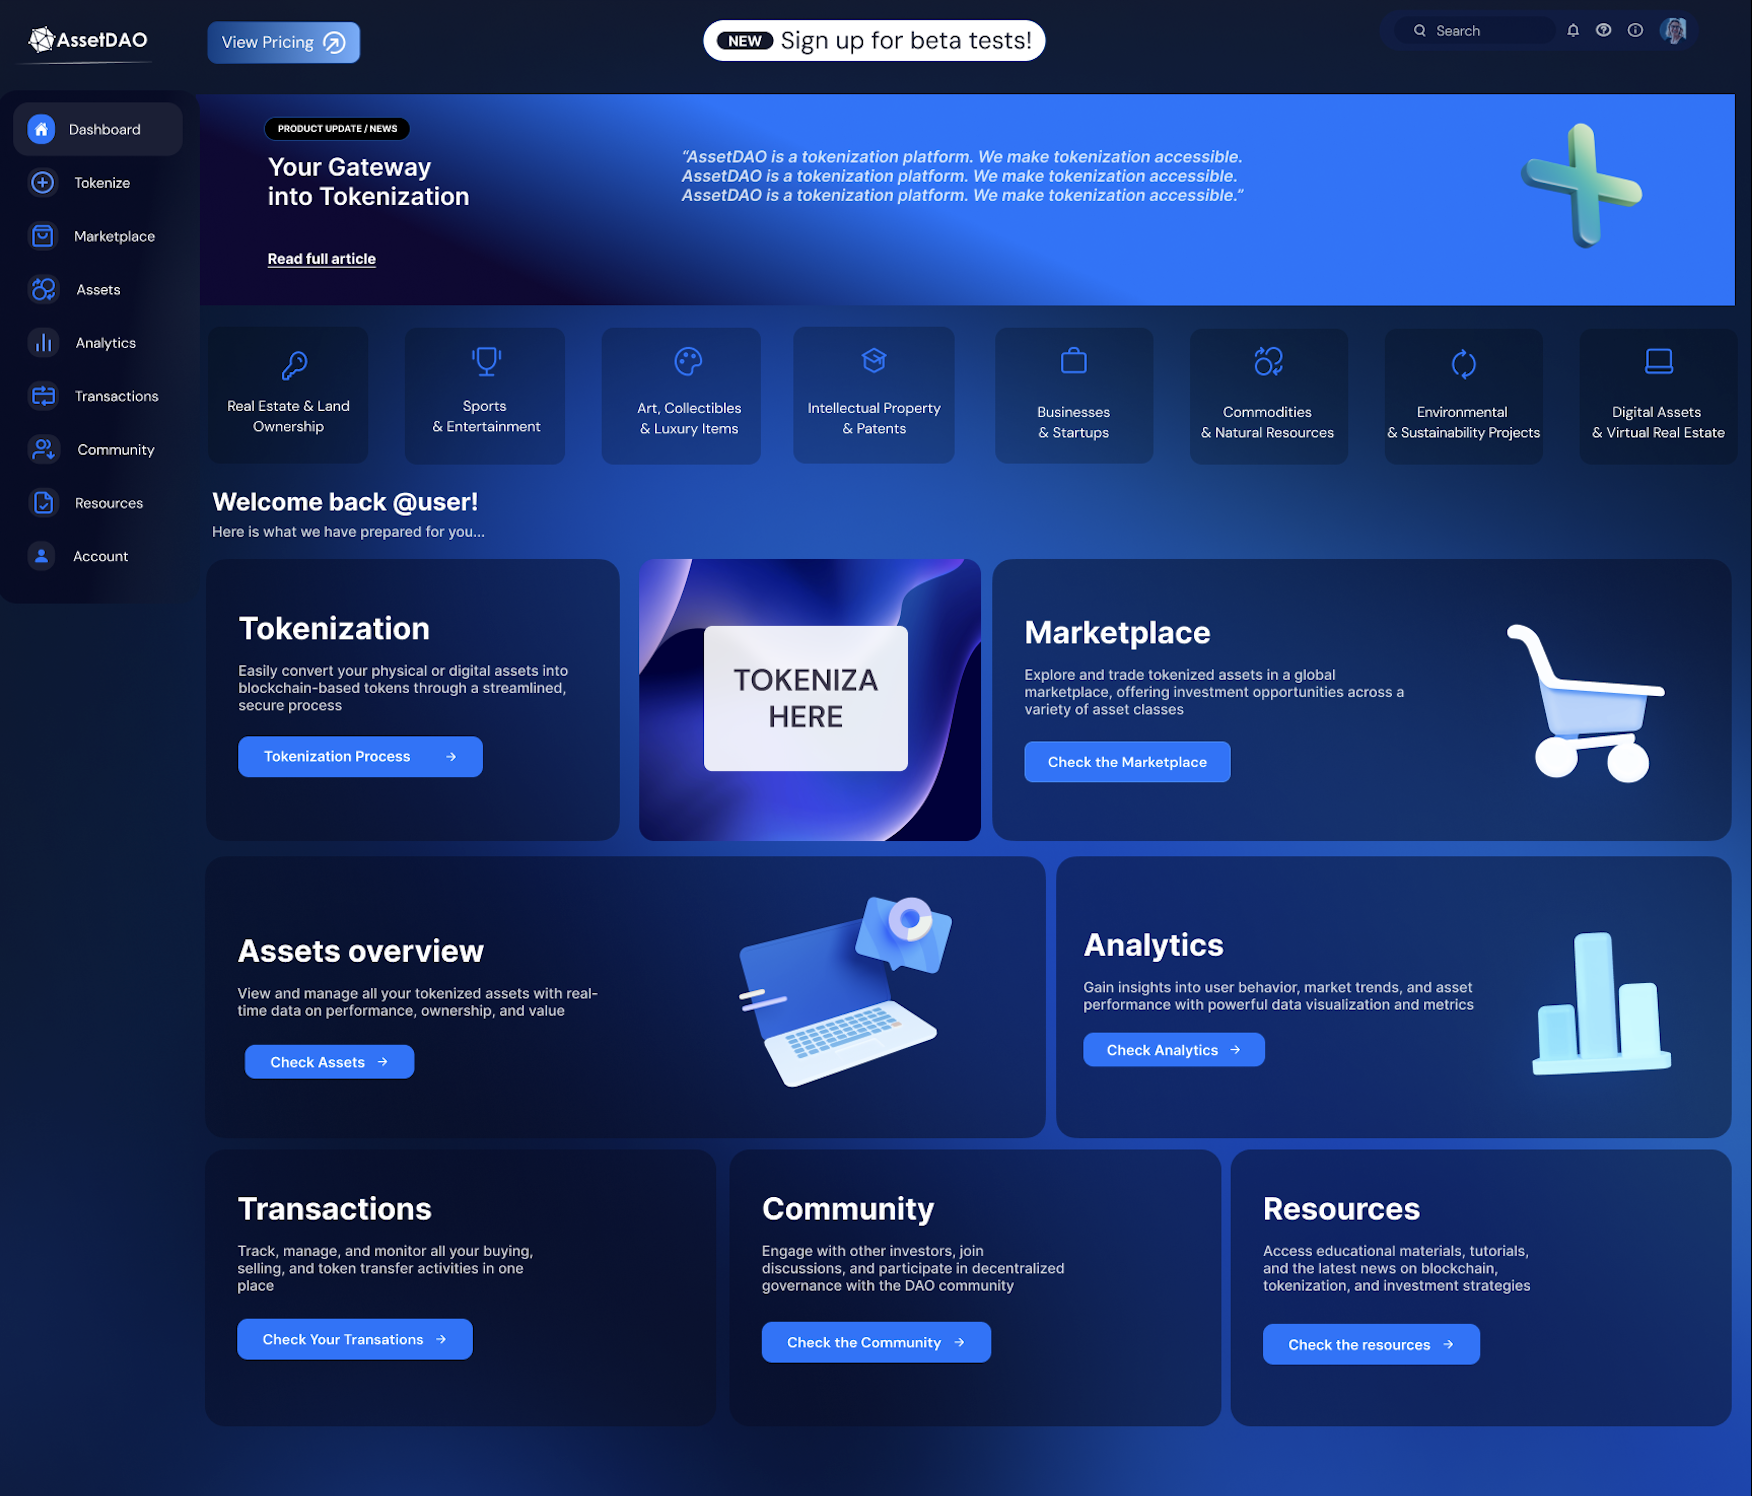 AssetDAO
View Pricing
NEW Sign up for beta tests!
Search
Dashboard
Tokenize
Marketplace
Assets
Analytics
Transactions
Community
Resources
Account
PRODUCT UPDATE / NEWS
Your Gateway
into Tokenization
Read full article
“AssetDAO is a tokenization platform. We make tokenization accessible.
AssetDAO is a tokenization platform. We make tokenization accessible.
AssetDAO is a tokenization platform. We make tokenization accessible.”
Real Estate & Land
Ownership
Sports
& Entertainment
Art, Collectibles
& Luxury Items
Intellectual Property
& Patents
Businesses
& Startups
Commodities
& Natural Resources
Environmental
& Sustainability Projects
Digital Assets
& Virtual Real Estate
Welcome back @user!
Here is what we have prepared for you...
Tokenization
Easily convert your physical or digital assets into
blockchain-based tokens through a streamlined,
secure process
Tokenization Process
TOKENIZA
HERE
Marketplace
Explore and trade tokenized assets in a global
marketplace, offering investment opportunities across a
variety of asset classes
Check the Marketplace
Assets overview
View and manage all your tokenized assets with real-
time data on performance, ownership, and value
Check Assets
Analytics
Gain insights into user behavior, market trends, and asset
performance with powerful data visualization and metrics
Check Analytics
Transactions
Track, manage, and monitor all your buying,
selling, and token transfer activities in one
place
Check Your Transations
Community
Engage with other investors, join
discussions, and participate in decentralized
governance with the DAO community
Check the Community
Resources
Access educational materials, tutorials,
and the latest news on blockchain,
tokenization, and investment strategies
Check the resources